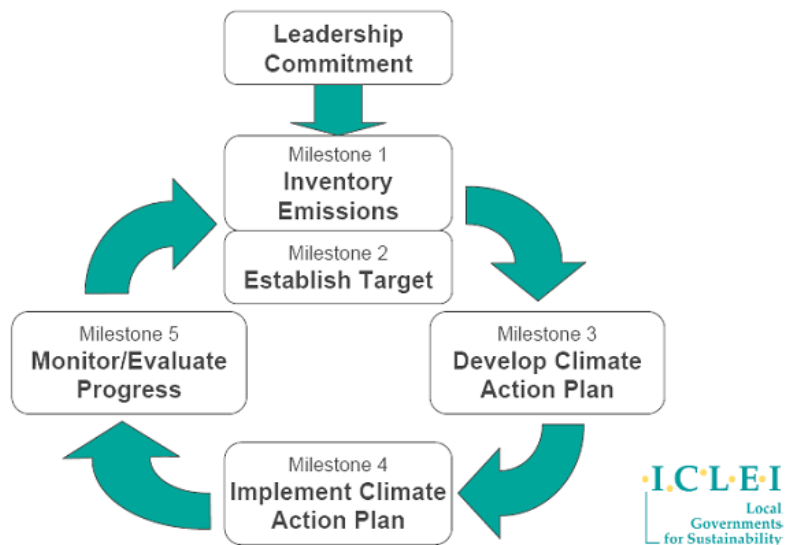 Leadership
Commitment
Milestone 1
Inventory
Emissions
Milestone 2
Establish Target
Milestone 3
Develop Climate
Action Plan
Milestone 4
Implement Climate
Action Plan
Milestone 5
Monitor/Evaluate
Progress
·I·C·L·E·I
Local
Governments
for Sustainability